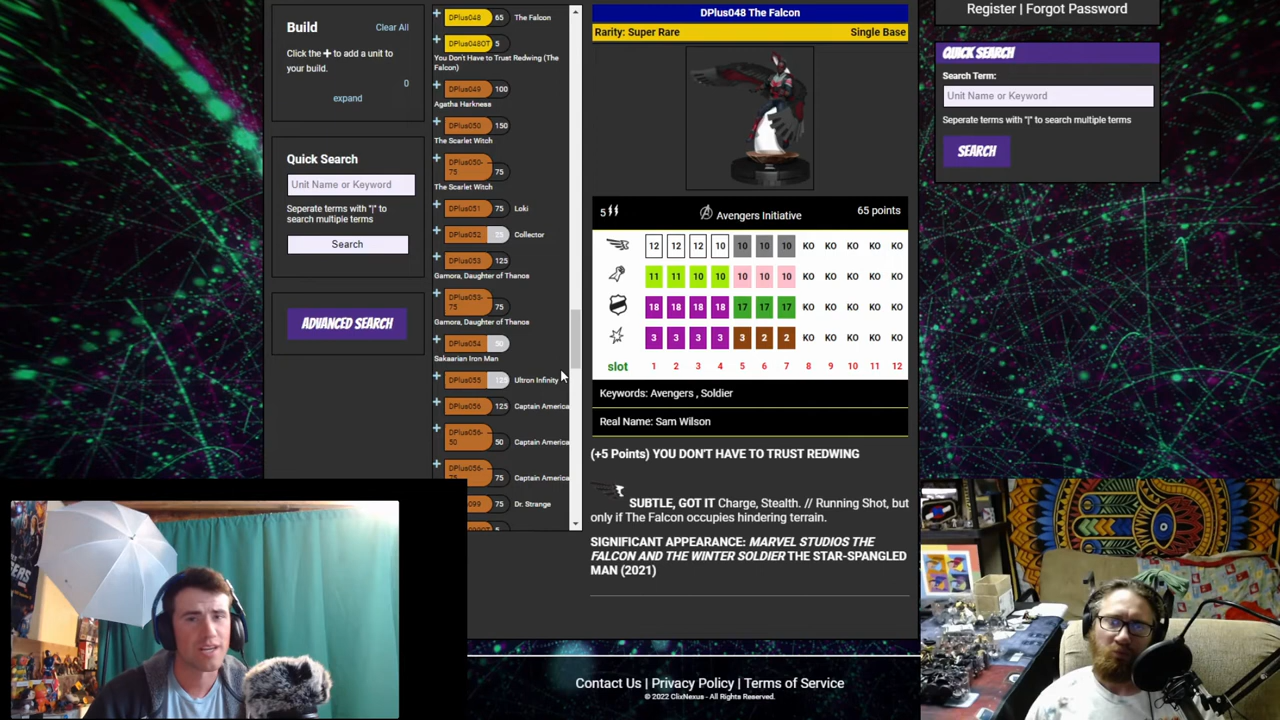 Build
Clear All
Click the + to add a unit to
your build.
0
expand
Quick Search
Unit Name or Keyword
Seperate terms with "|" to
search multiple terms
Search
ADVANCED SEARCH
DPlus048 65 The Falcon
DPlus048OT 5
You Don't Have to Trust Redwing (The
Falcon)
DPlus049 100
Agatha Harkness
DPlus050 150
The Scarlet Witch
DPlus050-
75 75
The Scarlet Witch
DPlus051 75 Loki
DPlus052 25 Collector
DPlus053 125
Gamora, Daughter of Thanos
DPlus053-
75 75
Gamora, Daughter of Thanos
DPlus054 50
Sakaarian Iron Man
DPlus055 125 Ultron Infinity
DPlus056 125 Captain America
DPlus056-
50 50 Captain America
DPlus056-
75 75 Captain America
DPlus099 75 Dr. Strange
DPlus048 The Falcon
Rarity: Super Rare Single Base
5 Avengers Initiative 65 points
12 12 12 10 10 10 10 KO KO KO KO KO
11 11 10 10 10 10 10 KO KO KO KO KO
18 18 18 18 17 17 17 KO KO KO KO KO
3 3 3 3 3 2 2 KO KO KO KO KO
slot 1 2 3 4 5 6 7 8 9 10 11 12
Keywords: Avengers , Soldier
Real Name: Sam Wilson
(+5 Points) YOU DON'T HAVE TO TRUST REDWING
SUBTLE, GOT IT Charge, Stealth. // Running Shot, but
only if The Falcon occupies hindering terrain.
SIGNIFICANT APPEARANCE: MARVEL STUDIOS THE
FALCON AND THE WINTER SOLDIER THE STAR-SPANGLED
MAN (2021)
Register | Forgot Password
QUICK SEARCH
Search Term:
Unit Name or Keyword
Seperate terms with "|" to search multiple terms
SEARCH
Contact Us | Privacy Policy | Terms of Service
© 2022 ClixNexus - All Rights Reserved.